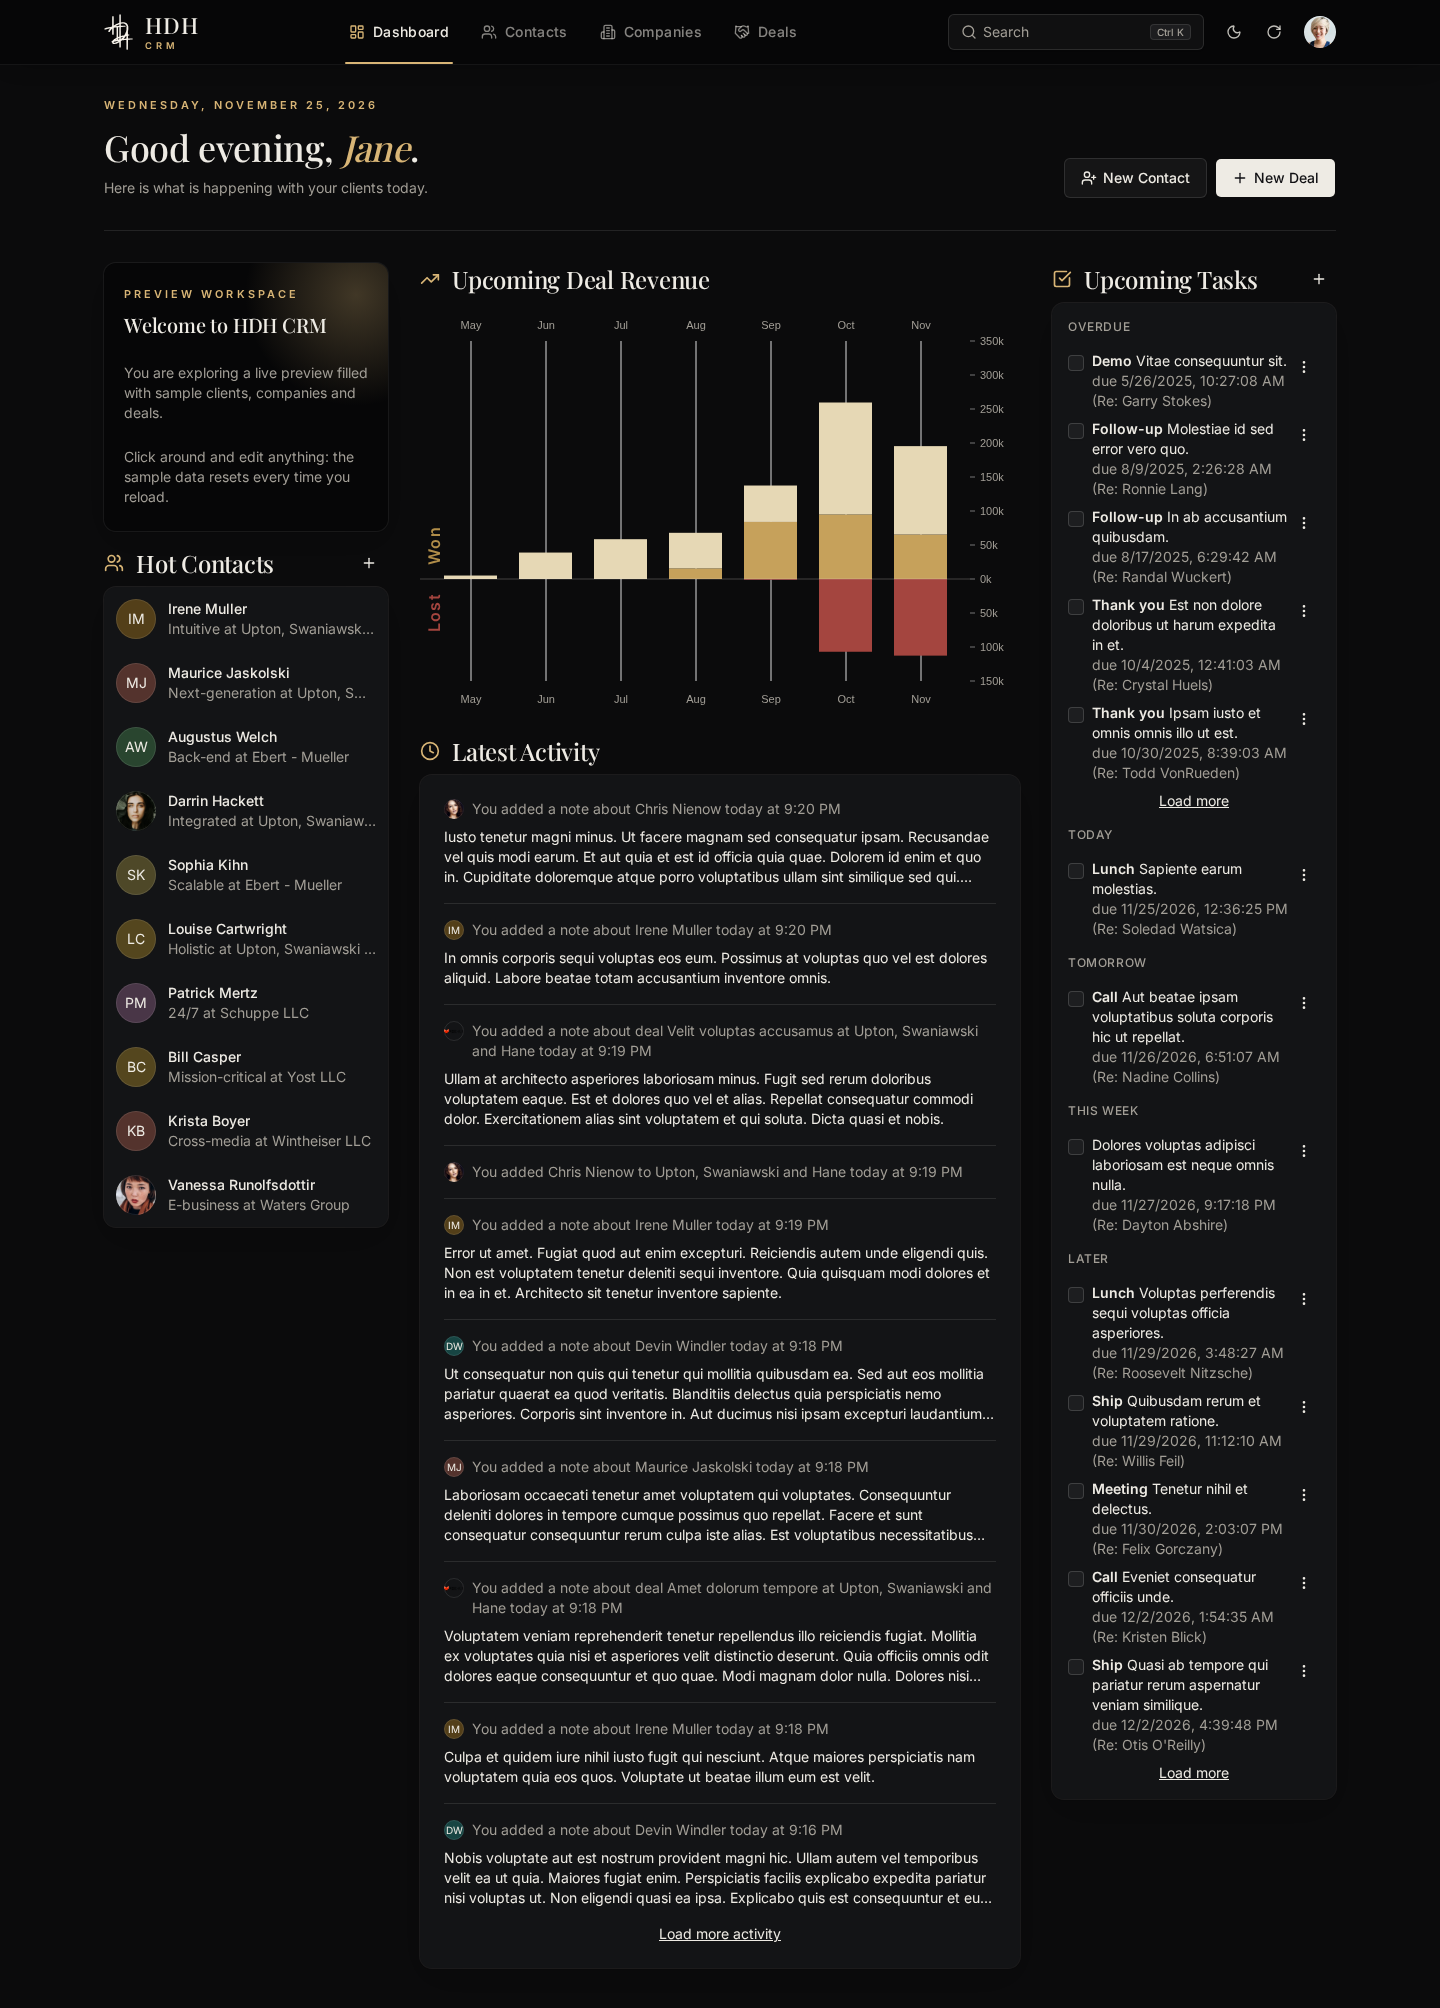 HDH
CRM
Dashboard
Contacts
Companies
Deals
Search
Ctrl K
WEDNESDAY, NOVEMBER 25, 2026
Good evening, Jane.
Here is what is happening with your clients today.
New Contact
New Deal
PREVIEW WORKSPACE
Welcome to HDH CRM
You are exploring a live preview filled
with sample clients, companies and
deals.
Click around and edit anything: the
sample data resets every time you
reload.
Hot Contacts
IM
Irene Muller
Intuitive at Upton, Swaniawsk...
MJ
Maurice Jaskolski
Next-generation at Upton, S...
AW
Augustus Welch
Back-end at Ebert - Mueller
Darrin Hackett
Integrated at Upton, Swaniaw...
SK
Sophia Kihn
Scalable at Ebert - Mueller
LC
Louise Cartwright
Holistic at Upton, Swaniawski ...
PM
Patrick Mertz
24/7 at Schuppe LLC
BC
Bill Casper
Mission-critical at Yost LLC
KB
Krista Boyer
Cross-media at Wintheiser LLC
Vanessa Runolfsdottir
E-business at Waters Group
Upcoming Deal Revenue
May Jun Jul Aug Sep Oct Nov
350k
300k
250k
200k
150k
100k
50k
0k
50k
100k
150k
Won
Lost
May Jun Jul Aug Sep Oct Nov
Latest Activity
You added a note about Chris Nienow today at 9:20 PM
Iusto tenetur magni minus. Ut facere magnam sed consequatur ipsam. Recusandae
vel quis modi earum. Et aut quia et est id officia quia quae. Dolorem id enim et quo
in. Cupiditate doloremque atque porro voluptatibus ullam sint similique sed qui....
IM
You added a note about Irene Muller today at 9:20 PM
In omnis corporis sequi voluptas eos eum. Possimus at voluptas quo vel est dolores
aliquid. Labore beatae totam accusantium inventore omnis.
You added a note about deal Velit voluptas accusamus at Upton, Swaniawski
and Hane today at 9:19 PM
Ullam at architecto asperiores laboriosam minus. Fugit sed rerum doloribus
voluptatem eaque. Est et dolores quo vel et alias. Repellat consequatur commodi
dolor. Exercitationem alias sint voluptatem et qui soluta. Dicta quasi et nobis.
You added Chris Nienow to Upton, Swaniawski and Hane today at 9:19 PM
IM
You added a note about Irene Muller today at 9:19 PM
Error ut amet. Fugiat quod aut enim excepturi. Reiciendis autem unde eligendi quis.
Non est voluptatem tenetur deleniti sequi inventore. Quia quisquam modi dolores et
in ea in et. Architecto sit tenetur inventore sapiente.
DW
You added a note about Devin Windler today at 9:18 PM
Ut consequatur non quis qui tenetur qui mollitia quibusdam ea. Sed aut eos mollitia
pariatur quaerat ea quod veritatis. Blanditiis delectus quia perspiciatis nemo
asperiores. Corporis sint inventore in. Aut ducimus nisi ipsam excepturi laudantium...
MJ
You added a note about Maurice Jaskolski today at 9:18 PM
Laboriosam occaecati tenetur amet voluptatem qui voluptates. Consequuntur
deleniti dolores in tempore cumque possimus quo repellat. Facere et sunt
consequatur consequuntur rerum culpa iste alias. Est voluptatibus necessitatibus...
You added a note about deal Amet dolorum tempore at Upton, Swaniawski and
Hane today at 9:18 PM
Voluptatem veniam reprehenderit tenetur repellendus illo reiciendis fugiat. Mollitia
ex voluptates quia nisi et asperiores velit distinctio deserunt. Quia officiis omnis odit
dolores eaque consequuntur et quo quae. Modi magnam dolor nulla. Dolores nisi...
IM
You added a note about Irene Muller today at 9:18 PM
Culpa et quidem iure nihil iusto fugit qui nesciunt. Atque maiores perspiciatis nam
voluptatem quia eos quos. Voluptate ut beatae illum eum est velit.
DW
You added a note about Devin Windler today at 9:16 PM
Nobis voluptate aut est nostrum provident magni hic. Ullam autem vel temporibus
velit ea ut quia. Maiores fugiat enim. Perspiciatis facilis explicabo expedita pariatur
nisi voluptas ut. Non eligendi quasi ea ipsa. Explicabo quis est consequuntur et eu...
Load more activity
Upcoming Tasks
OVERDUE
Demo Vitae consequuntur sit.
due 5/26/2025, 10:27:08 AM
(Re: Garry Stokes)
Follow-up Molestiae id sed
error vero quo.
due 8/9/2025, 2:26:28 AM
(Re: Ronnie Lang)
Follow-up In ab accusantium
quibusdam.
due 8/17/2025, 6:29:42 AM
(Re: Randal Wuckert)
Thank you Est non dolore
doloribus ut harum expedita
in et.
due 10/4/2025, 12:41:03 AM
(Re: Crystal Huels)
Thank you Ipsam iusto et
omnis omnis illo ut est.
due 10/30/2025, 8:39:03 AM
(Re: Todd VonRueden)
Load more
TODAY
Lunch Sapiente earum
molestias.
due 11/25/2026, 12:36:25 PM
(Re: Soledad Watsica)
TOMORROW
Call Aut beatae ipsam
voluptatibus soluta corporis
hic ut repellat.
due 11/26/2026, 6:51:07 AM
(Re: Nadine Collins)
THIS WEEK
Dolores voluptas adipisci
laboriosam est neque omnis
nulla.
due 11/27/2026, 9:17:18 PM
(Re: Dayton Abshire)
LATER
Lunch Voluptas perferendis
sequi voluptas officia
asperiores.
due 11/29/2026, 3:48:27 AM
(Re: Roosevelt Nitzsche)
Ship Quibusdam rerum et
voluptatem ratione.
due 11/29/2026, 11:12:10 AM
(Re: Willis Feil)
Meeting Tenetur nihil et
delectus.
due 11/30/2026, 2:03:07 PM
(Re: Felix Gorczany)
Call Eveniet consequatur
officiis unde.
due 12/2/2026, 1:54:35 AM
(Re: Kristen Blick)
Ship Quasi ab tempore qui
pariatur rerum aspernatur
veniam similique.
due 12/2/2026, 4:39:48 PM
(Re: Otis O'Reilly)
Load more